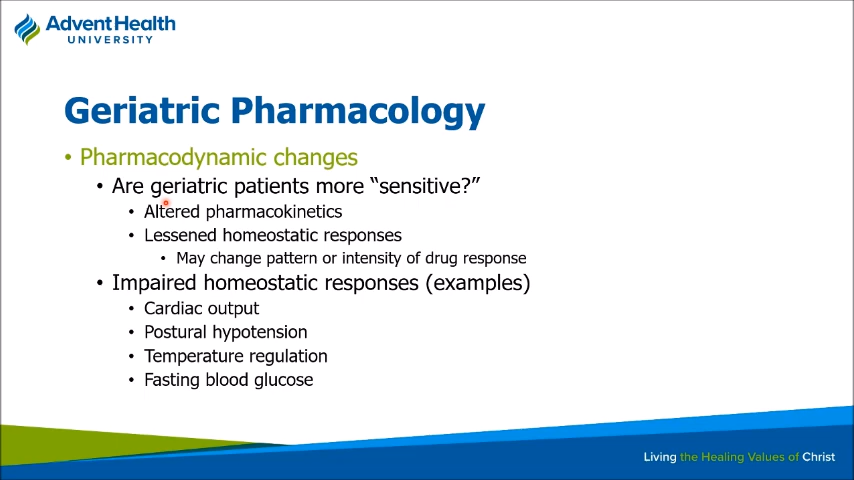 AdventHealth
UNIVERSITY
Geriatric Pharmacology
• Pharmacodynamic changes
• Are geriatric patients more “sensitive?”
• Altered pharmacokinetics
• Lessened homeostatic responses
• May change pattern or intensity of drug response
• Impaired homeostatic responses (examples)
• Cardiac output
• Postural hypotension
• Temperature regulation
• Fasting blood glucose
Living the Healing Values of Christ